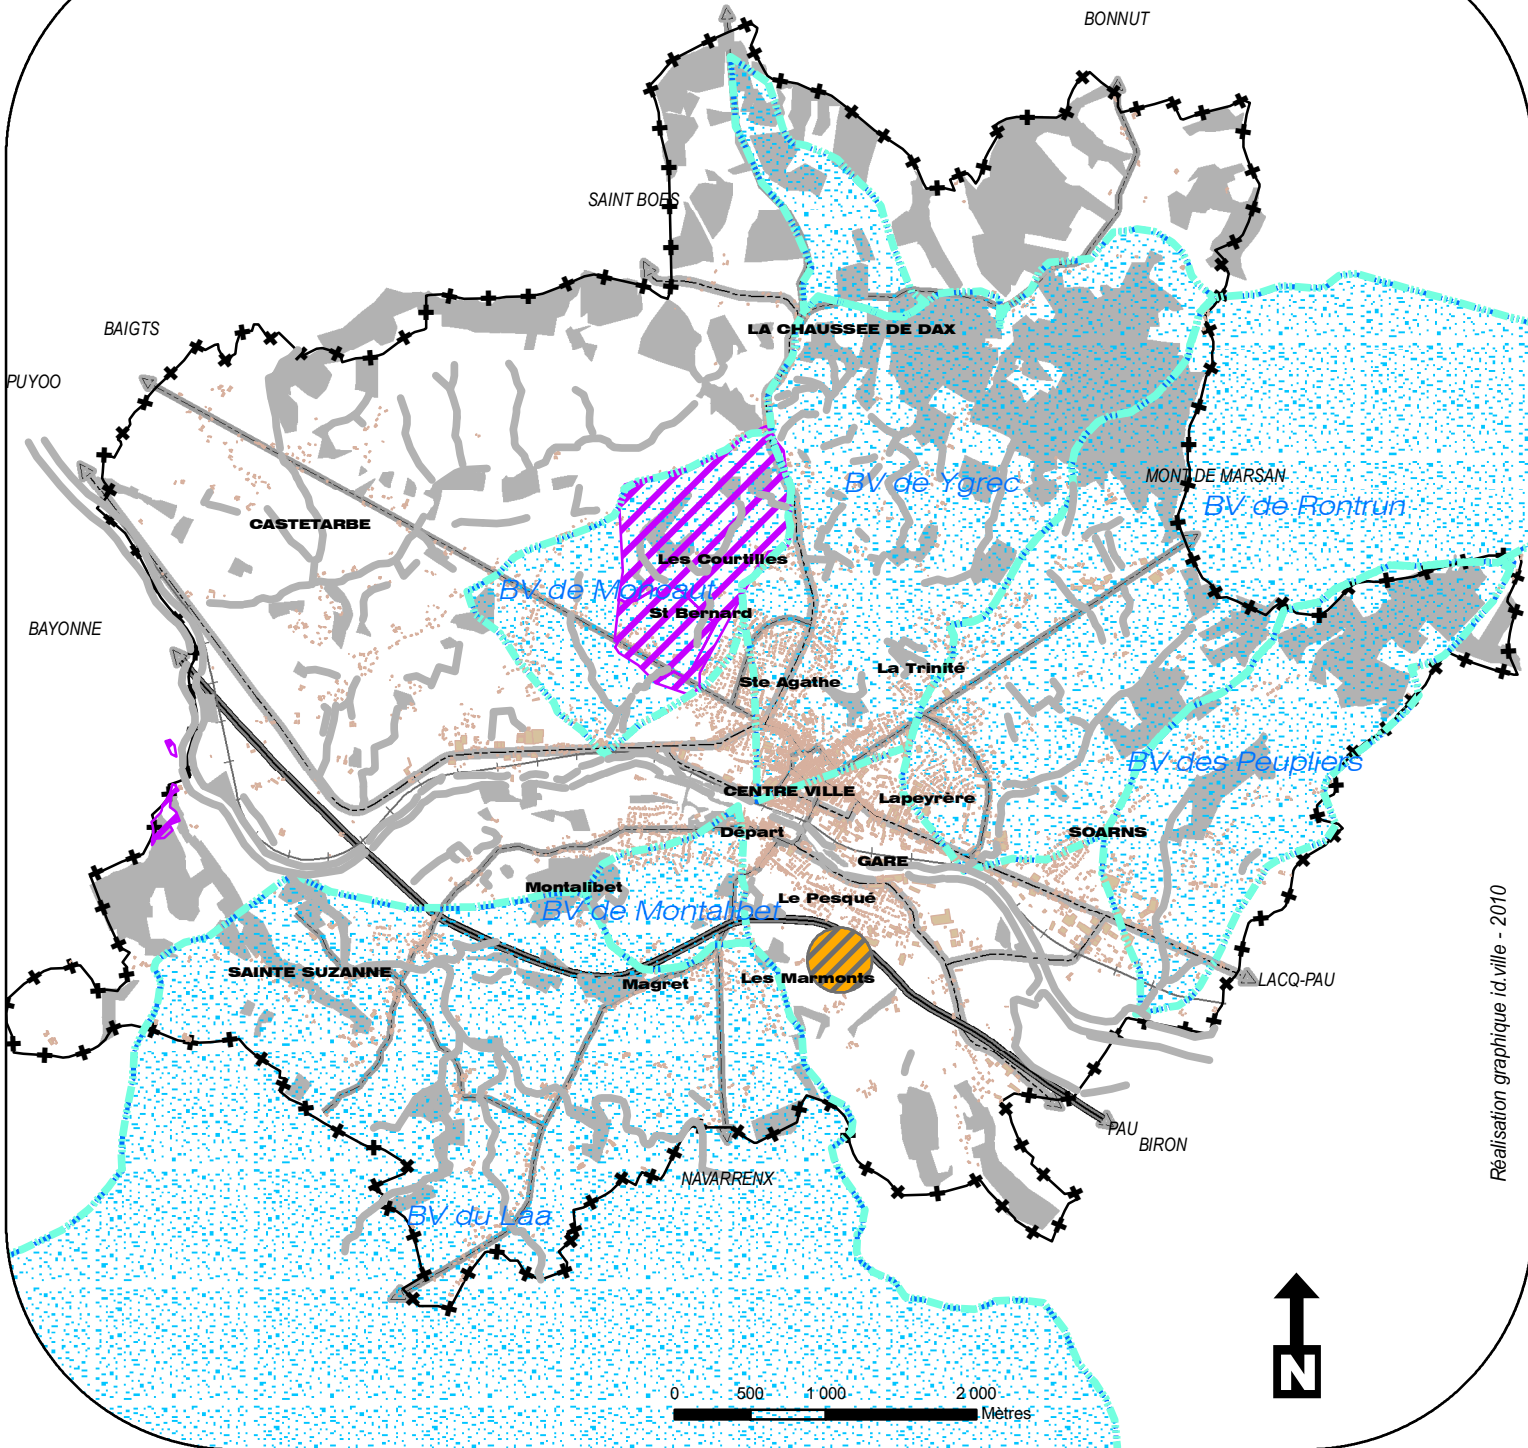 BONNUT
SAINT BOES
BAIGTS
LA CHAUSSEE DE DAX
PUYOO
MONT DE MARSAN
BV de Ygrec
BV de Rontrun
CASTETARBE
Les Courtilles
BV de Moncaut
St Bernard
BAYONNE
La Trinité
Ste Agathe
BV des Peupliers
CENTRE VILLE
Lapeyrère
Départ
SOARNS
GARE
Montalibet
Le Pesqué
BV de Montalibet
SAINTE SUZANNE
Les Marmonts
Magret
LACQ-PAU
PAU
BIRON
NAVARRENX
BV du Laa
Réalisation graphique id.ville - 2010
N
0 500 1 000 2 000
Mètres